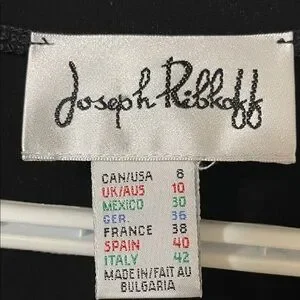 Joseph Ribkoff
CAN/USA 6
UK/AUS 10
MEXICO 30
GER. 36
FRANCE 38
SPAIN 40
ITALY 42
MADE IN/FAIT AU
BULGARIA